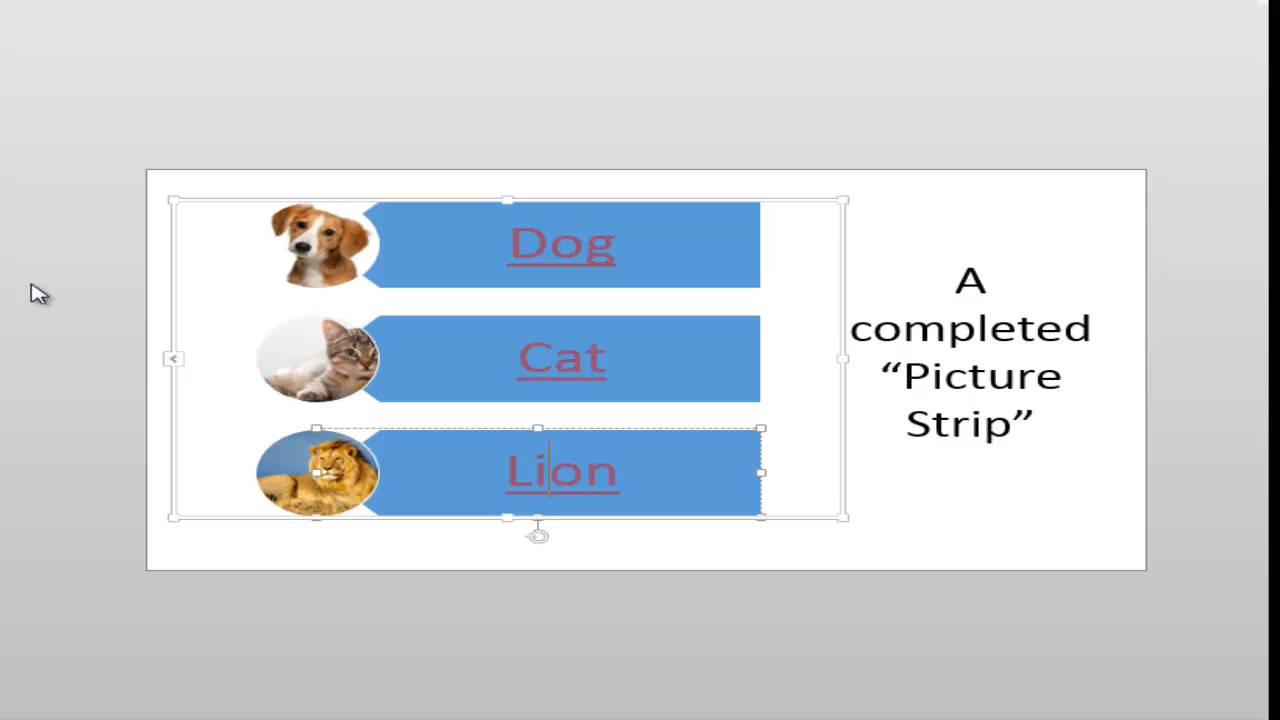 Dog
Cat
Lion
A
completed
“Picture
Strip”